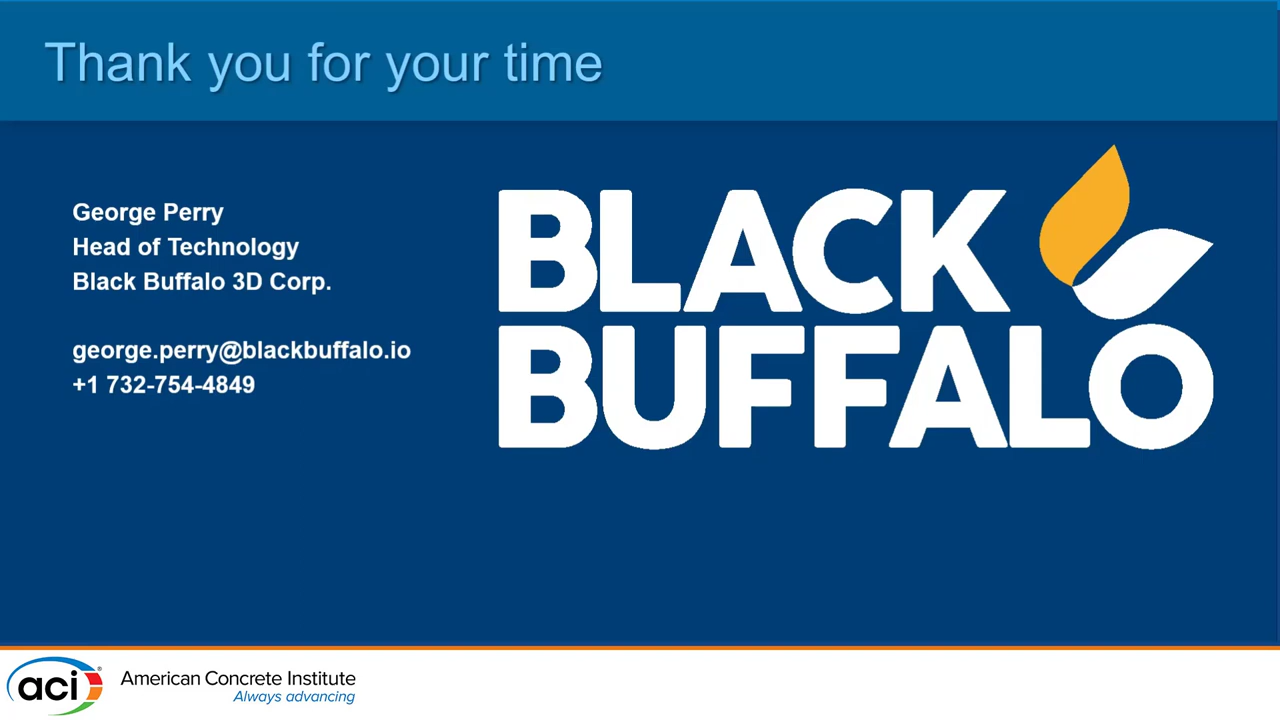 Thank you for your time
George Perry
Head of Technology
Black Buffalo 3D Corp.
george.perry@blackbuffalo.io
+1 732-754-4849
BLACK
BUFFALO
aci®
American Concrete Institute
Always advancing